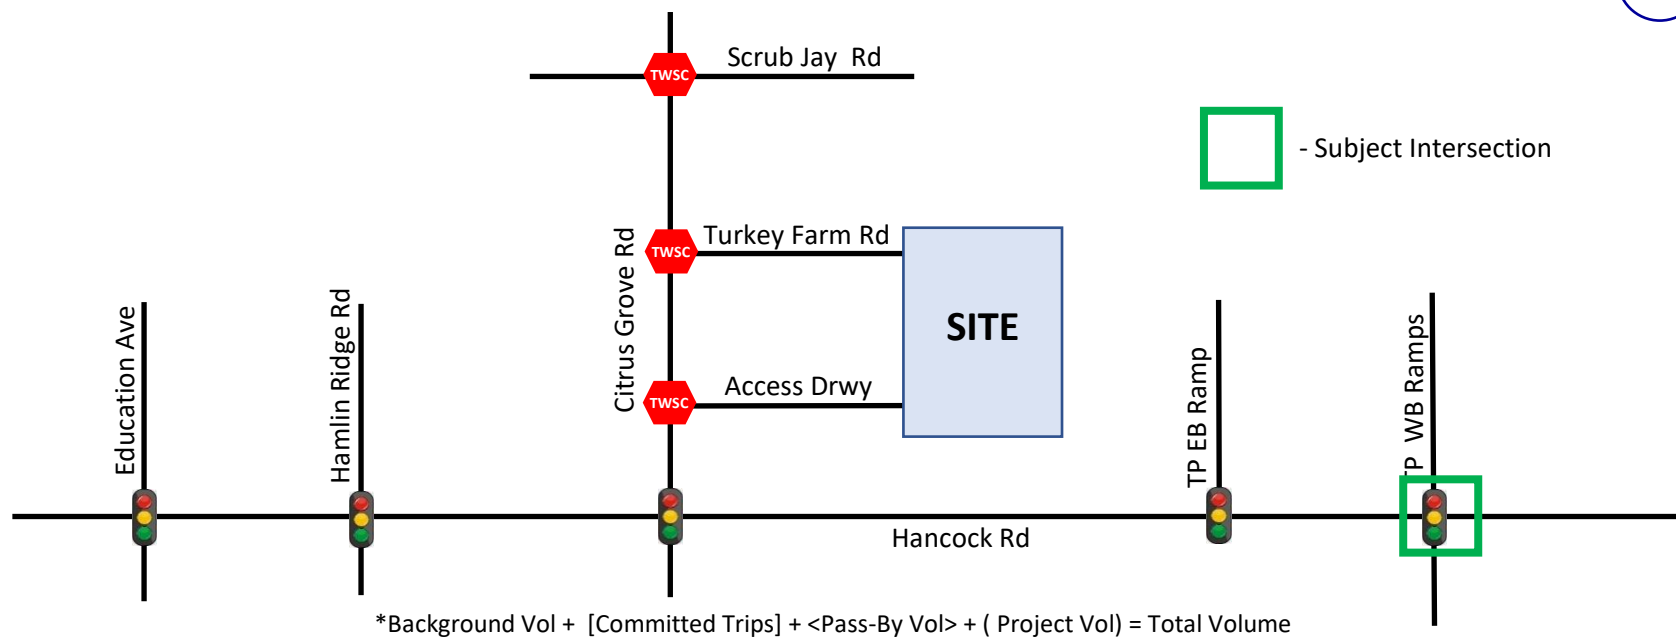 Scrub Jay Rd
TWSC
- Subject Intersection
Turkey Farm Rd
TWSC
Citrus Grove Rd
SITE
Education Ave
Hamlin Ridge Rd
Access Drwy
TWSC
TP EB Ramp
TP WB Ramps
Hancock Rd
*Background Vol + [Committed Trips] + <Pass-By Vol> + ( Project Vol) = Total Volume